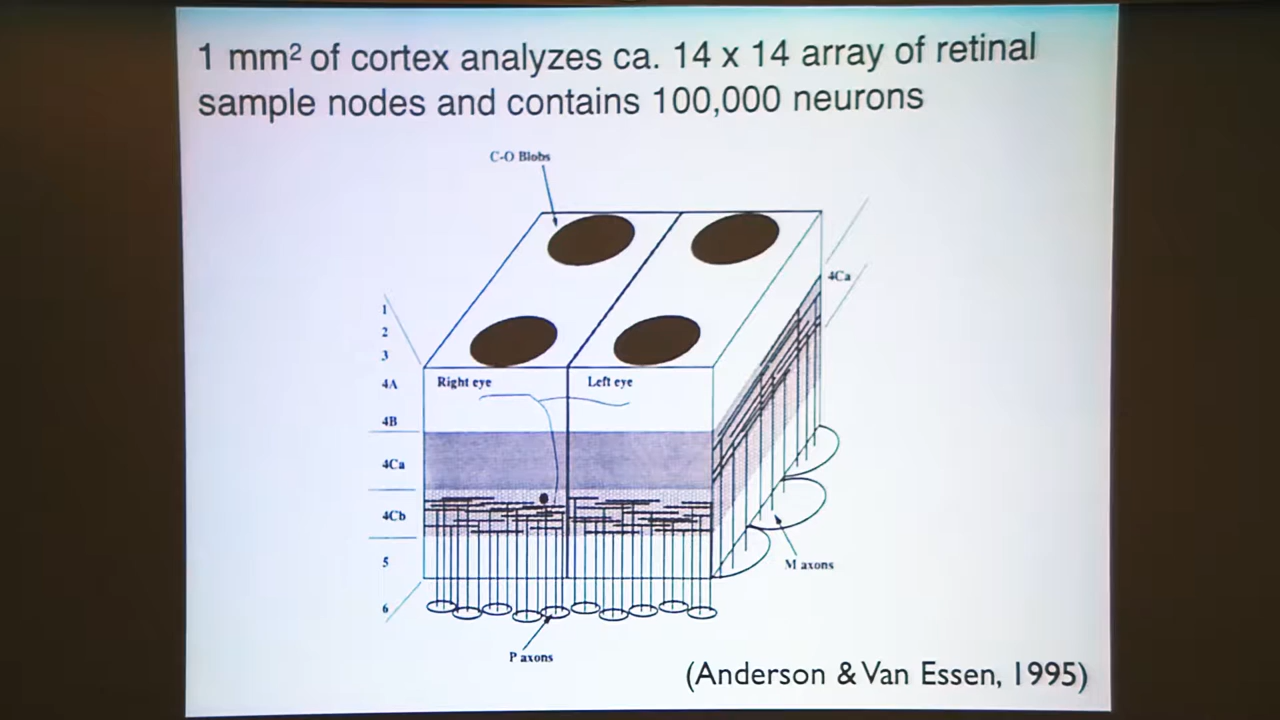 1 mm² of cortex analyzes ca. 14 x 14 array of retinal
sample nodes and contains 100,000 neurons
C-O Blobs
4Ca
1
2
3
4A
Right eye
Left eye
4B
4Ca
4Cb
5
M axons
6
P axons
(Anderson & Van Essen, 1995)